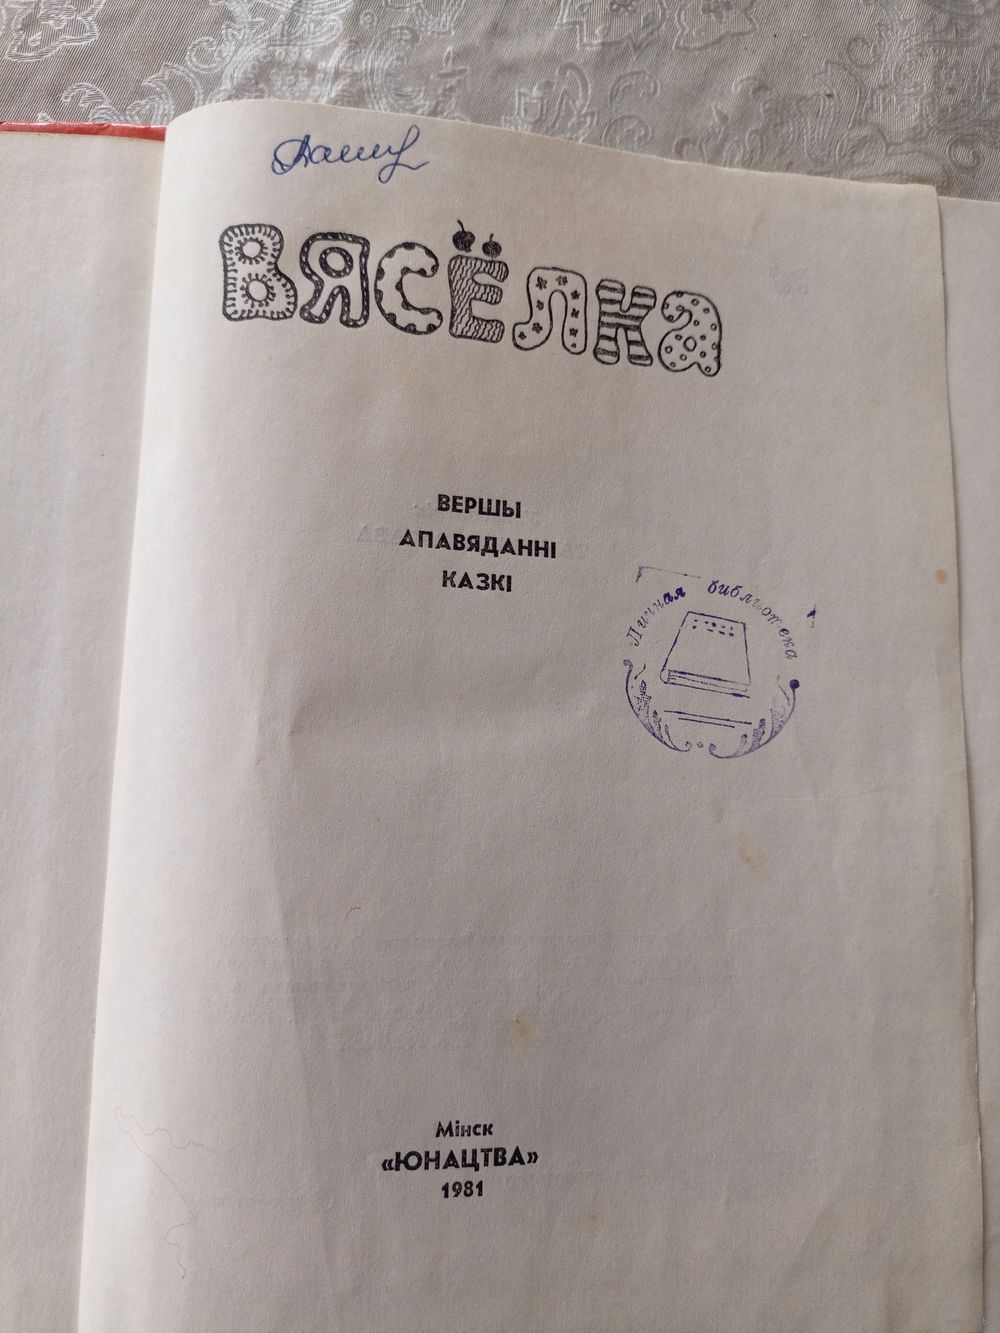 ВЯСЁЛКА
ВЕРШЫ
АПАВЯДАННІ
КАЗКІ
Личная библиотека
Мінск
«ЮНАЦТВА»
1981